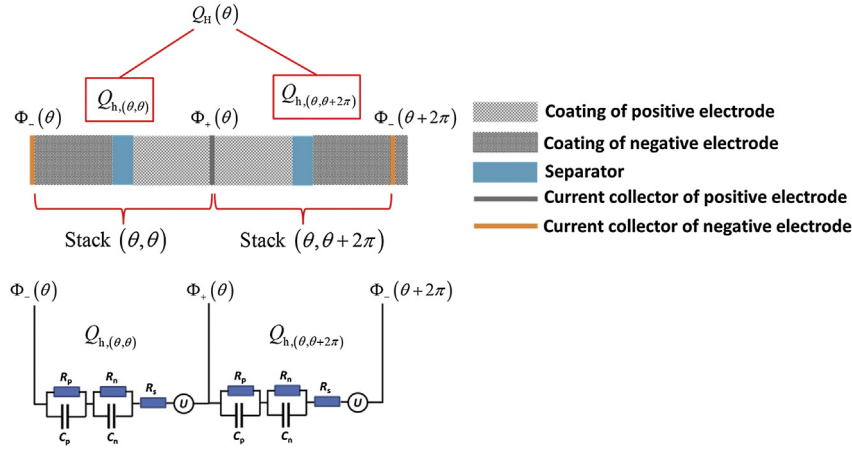 Q_H(θ)
Q_h,(θ,θ)
Q_h,(θ,θ+2π)
Φ_−(θ)
Φ_+(θ)
Φ_−(θ+2π)
Coating of positive electrode
Coating of negative electrode
Separator
Current collector of positive electrode
Current collector of negative electrode
Stack (θ,θ)
Stack (θ,θ+2π)
Φ_−(θ)
Φ_+(θ)
Φ_−(θ+2π)
Q_h,(θ,θ)
Q_h,(θ,θ+2π)
R_p
R_n
R_s
U
C_p
C_n
R_p
R_n
R_s
U
C_p
C_n